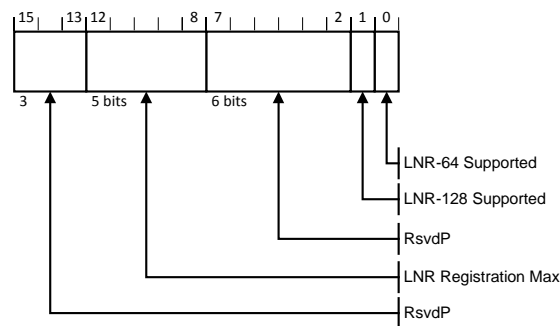 15 13 12 8 7 2 1 0
3 5 bits 6 bits
LNR-64 Supported
LNR-128 Supported
RsvdP
LNR Registration Max
RsvdP